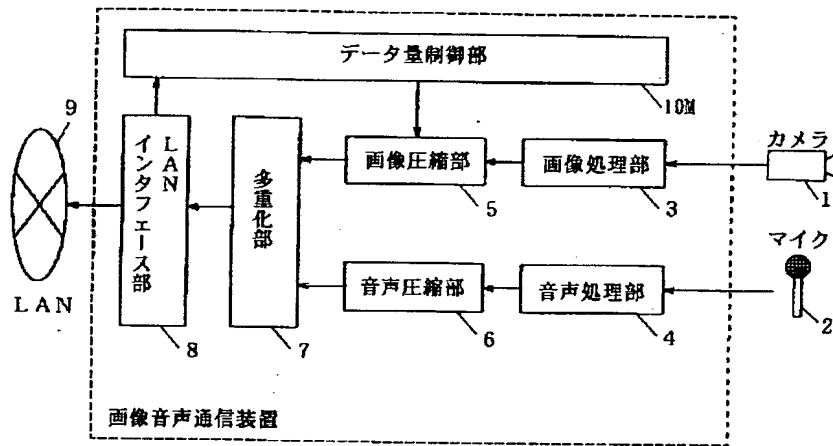 データ量制御部
10M
9
LAN
インタフェース部
多重化部
画像圧縮部
画像処理部
カメラ
5
3
1
マイク
音声圧縮部
音声処理部
LAN
8
7
6
4
2
画像音声通信装置